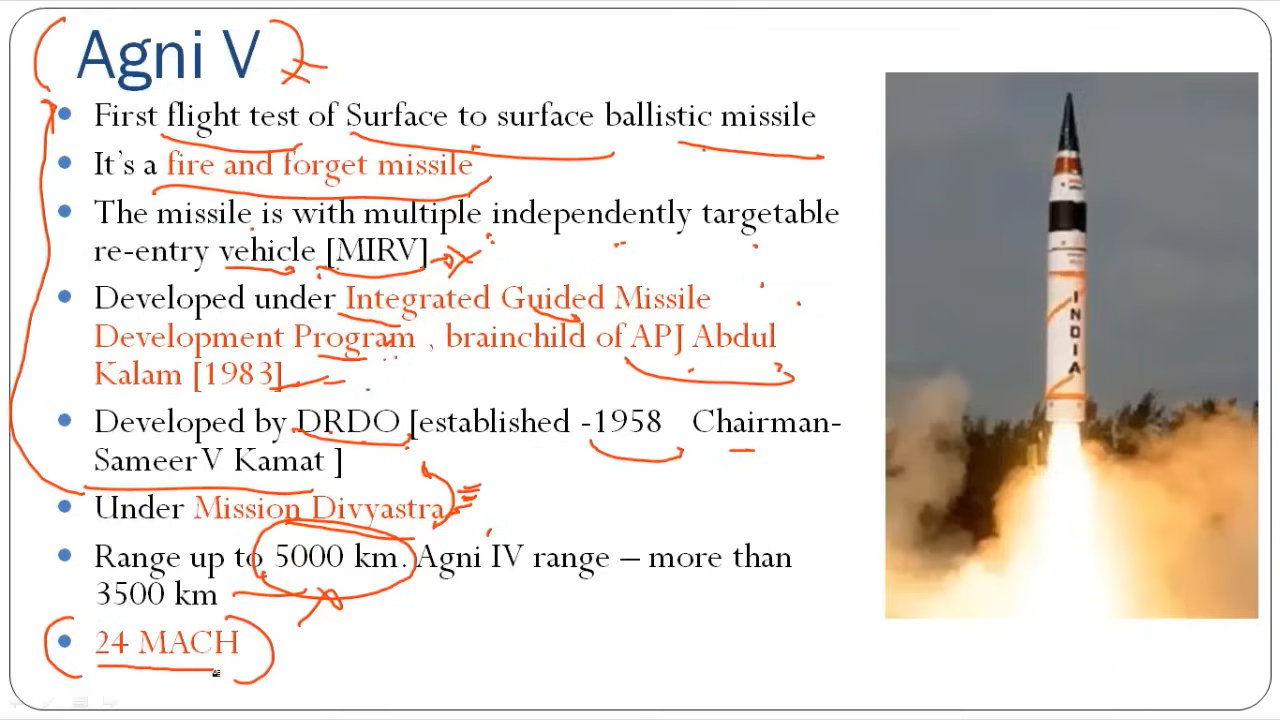 Agni V
First flight test of Surface to surface ballistic missile
It's a fire and forget missile
The missile is with multiple independently targetable
re-entry vehicle [MIRV]
Developed under Integrated Guided Missile
Development Program , brainchild of APJ Abdul
Kalam [1983]
Developed by DRDO [established -1958 Chairman-
Sameer V Kamat ]
Under Mission Divyastra
Range up to 5000 km. Agni IV range – more than
3500 km
24 MACH
INDIA